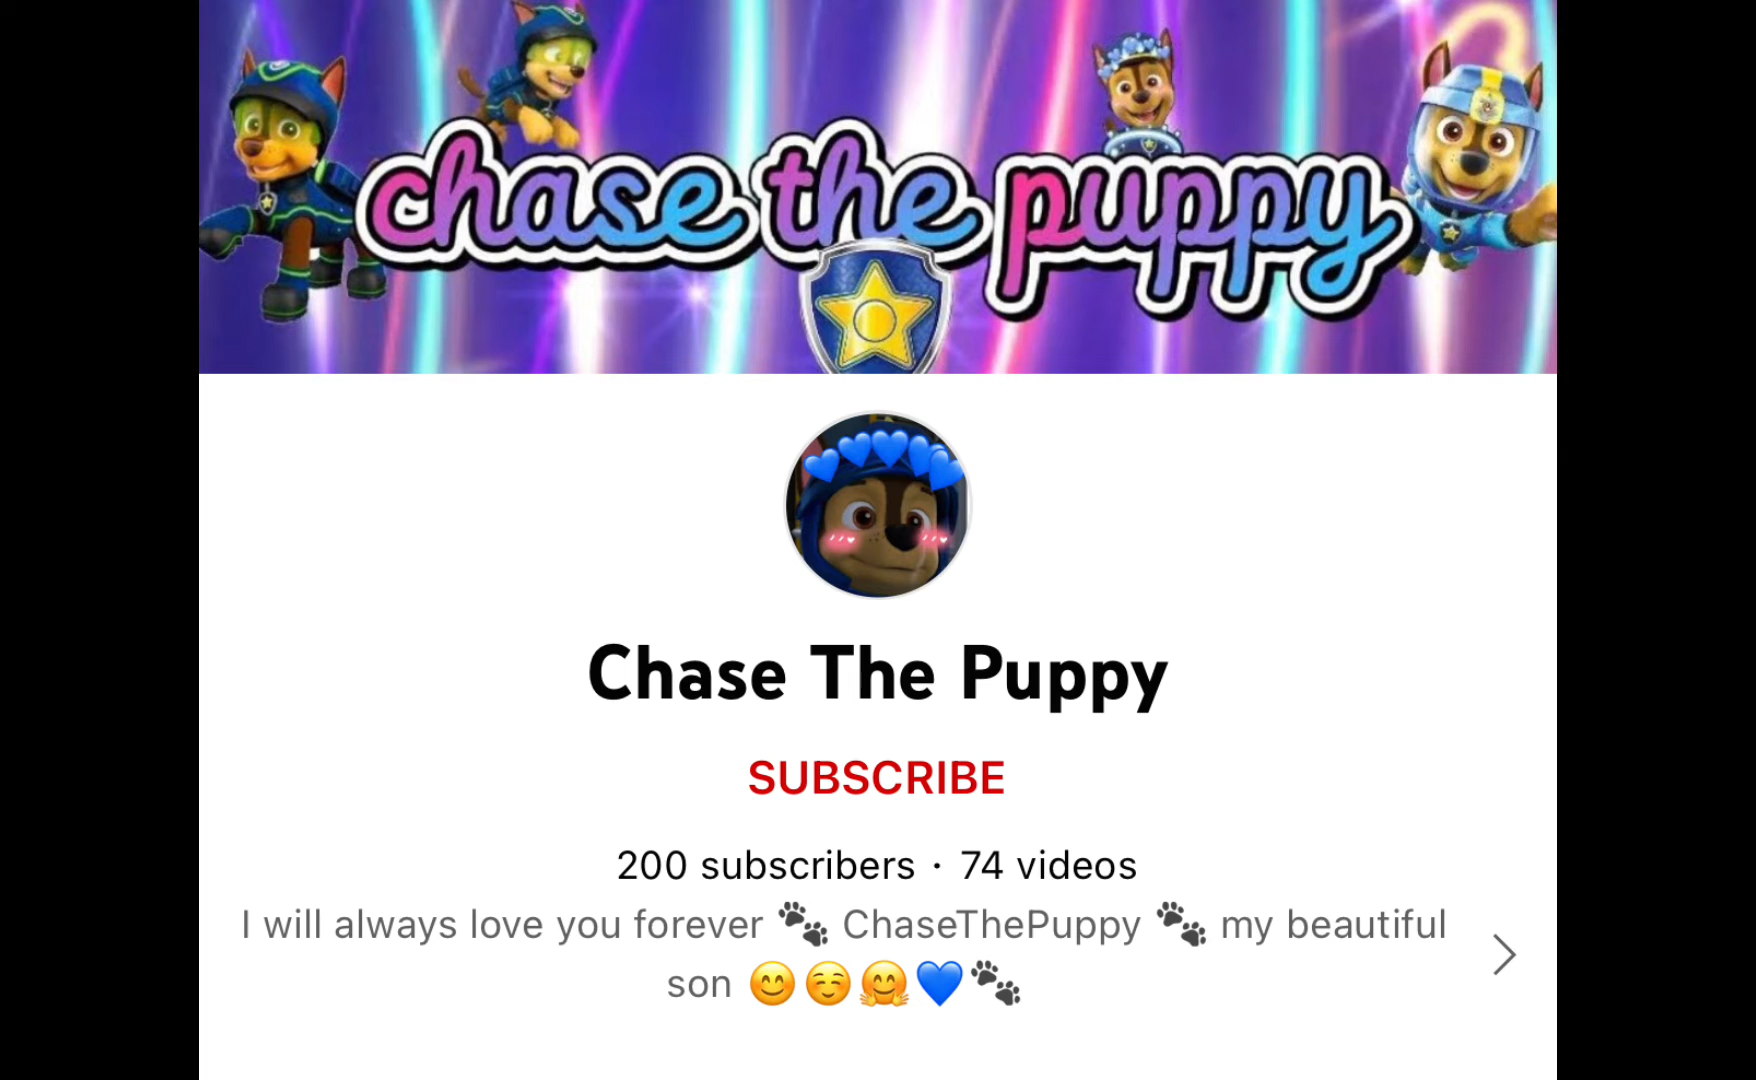 chase the puppy
Chase The Puppy
SUBSCRIBE
200 subscribers · 74 videos
I will always love you forever 🐾 ChaseThePuppy 🐾 my beautiful
son 😊☺️🤗💙🐾